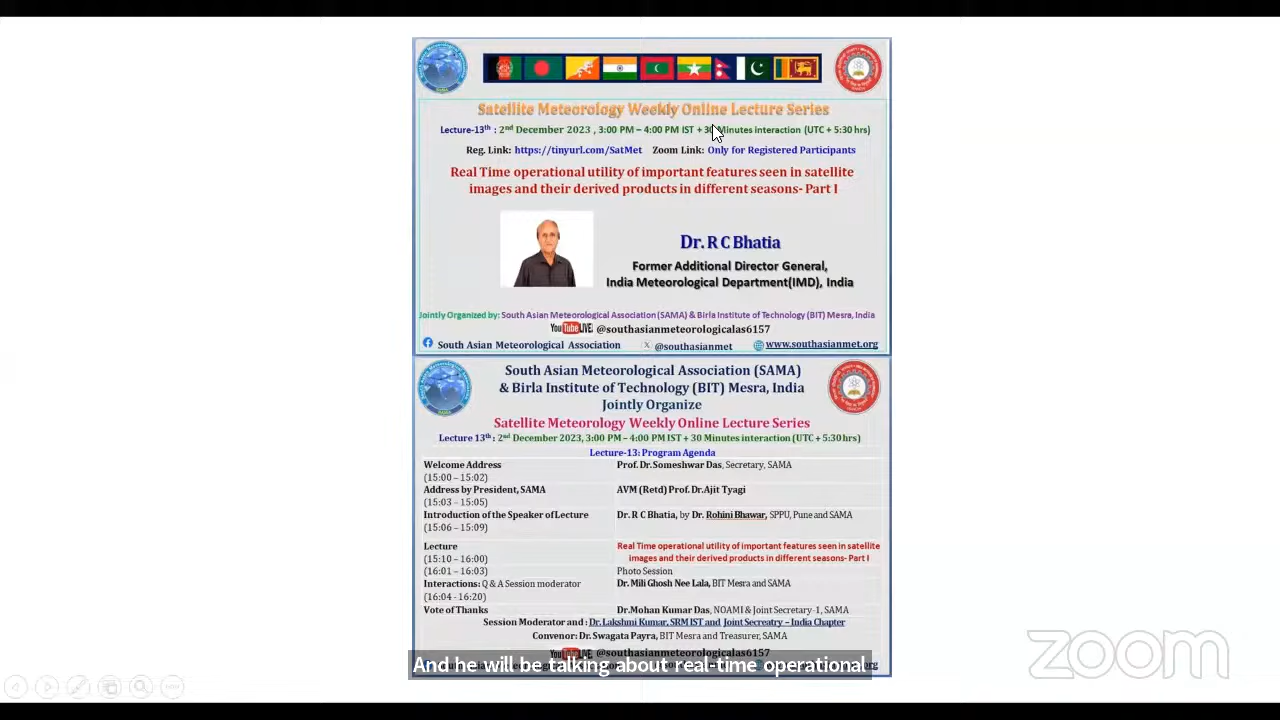 Satellite Meteorology Weekly Online Lecture Series
Lecture-13th : 2nd December 2023 , 3:00 PM – 4:00 PM IST + 30 Minutes interaction (UTC + 5:30 hrs)
Reg. Link: https://tinyurl.com/SatMet Zoom Link: Only for Registered Participants
Real Time operational utility of important features seen in satellite
images and their derived products in different seasons- Part I
Dr. R C Bhatia
Former Additional Director General,
India Meteorological Department(IMD), India
Jointly Organized by: South Asian Meteorological Association (SAMA) & Birla Institute of Technology (BIT) Mesra, India
YouTube LIVE: @southasianmeteorologicalas6157
South Asian Meteorological Association @southasianmet www.southasianmet.org
South Asian Meteorological Association (SAMA)
& Birla Institute of Technology (BIT) Mesra, India
Jointly Organize
Satellite Meteorology Weekly Online Lecture Series
Lecture 13th : 2nd December 2023, 3:00 PM – 4:00 PM IST + 30 Minutes interaction (UTC + 5:30 hrs)
Lecture-13: Program Agenda
Welcome Address Prof. Dr. Someshwar Das, Secretary, SAMA
(15:00 – 15:02)
Address by President, SAMA AVM (Retd) Prof. Dr. Ajit Tyagi
(15:03 – 15:05)
Introduction of the Speaker of Lecture Dr. R C Bhatia, by Dr. Rohini Bhawar, SPPU, Pune and SAMA
(15:06 – 15:09)
Lecture Real Time operational utility of important features seen in satellite
(15:10 – 16:00) images and their derived products in different seasons- Part I
(16:01 – 16:03) Photo Session
Interactions: Q & A Session moderator Dr. Mili Ghosh Nee Lala, BIT Mesra and SAMA
(16:04 - 16:20)
Vote of Thanks Dr. Mohan Kumar Das, NOAMI & Joint Secretary-1, SAMA
Session Moderator and : Dr. Lakshmi Kumar, SRM IST and Joint Secreatry – India Chapter
Convenor: Dr. Swagata Payra, BIT Mesra and Treasurer, SAMA
@southasianmeteorologicalas6157
And he will be talking about real-time operational
zoom